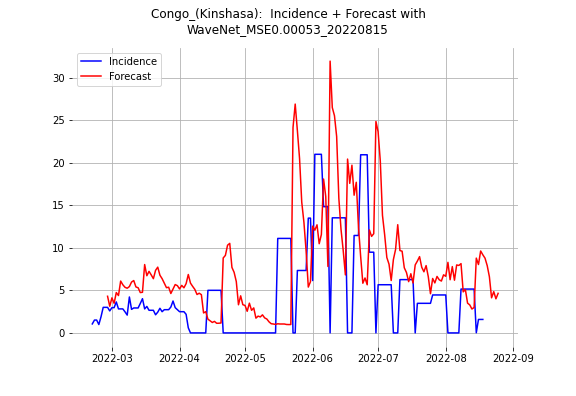 Congo_(Kinshasa):  Incidence + Forecast with
WaveNet_MSE0.00053_20220815
Incidence
Forecast
30
25
20
15
10
5
0
2022-03 2022-04 2022-05 2022-06 2022-07 2022-08 2022-09